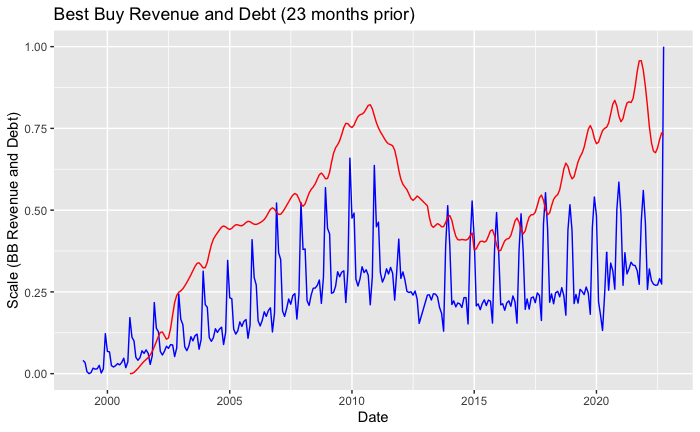 Best Buy Revenue and Debt (23 months prior)
Scale (BB Revenue and Debt)
1.00
0.75
0.50
0.25
0.00
2000 2005 2010 2015 2020
Date